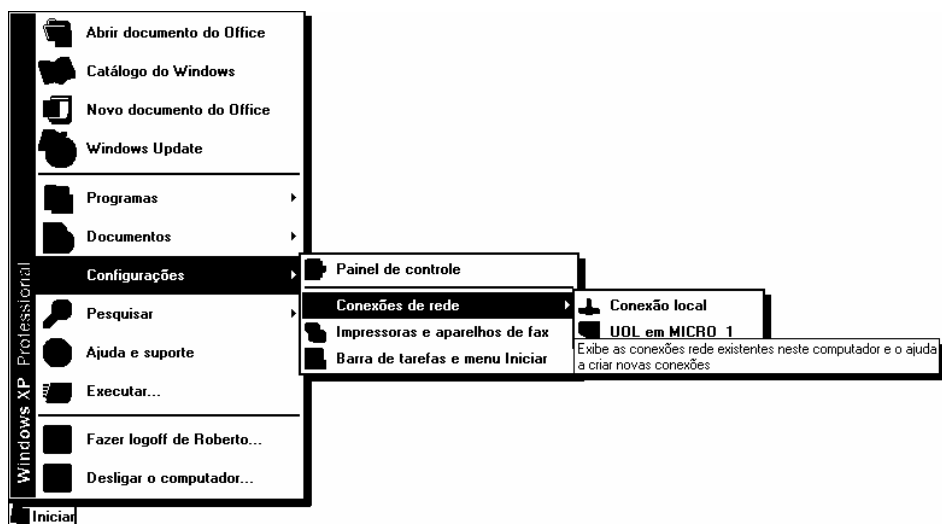 Abrir documento do Office
Catálogo do Windows
Novo documento do Office
Windows Update
Programas
Documentos
Configurações
Pesquisar
Ajuda e suporte
Executar...
Fazer logoff de Roberto...
Desligar o computador...
Windows XP Professional
Iniciar
Painel de controle
Conexões de rede
Impressoras e aparelhos de fax
Barra de tarefas e menu Iniciar
Conexão local
UOL em MICRO_1
Exibe as conexões rede existentes neste computador e o ajuda
a criar novas conexões